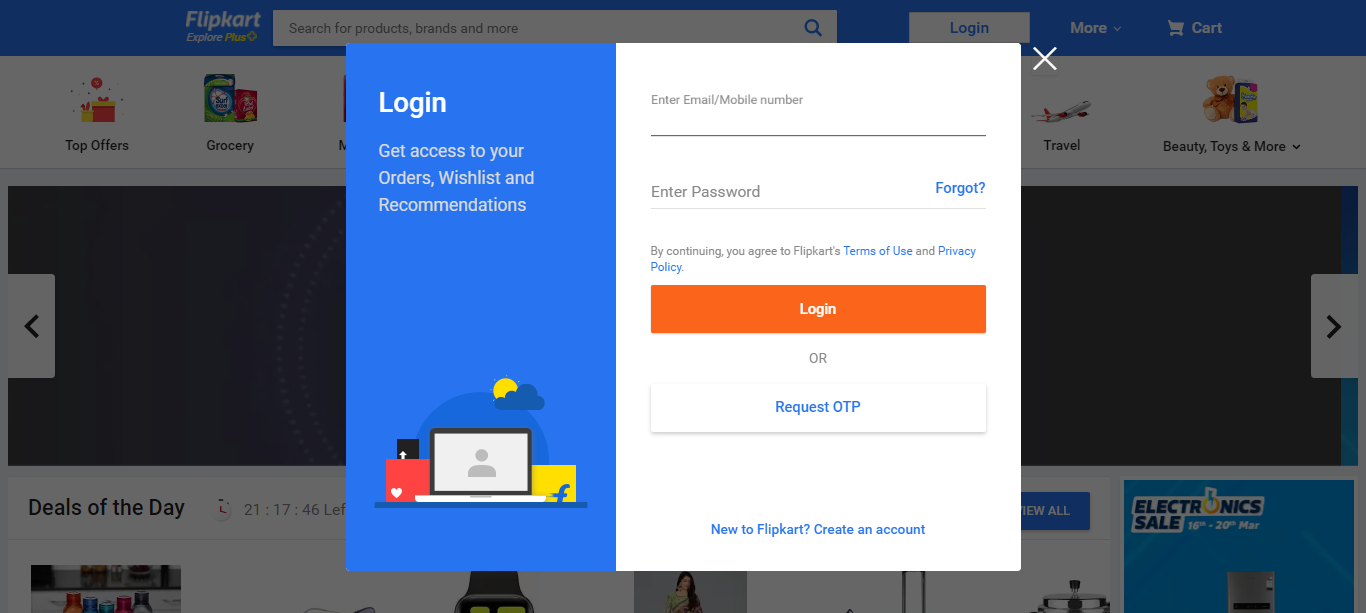 Flipkart
Explore Plus
Search for products, brands and more
Login
More
Cart
Top Offers
Grocery
Travel
Beauty, Toys & More
Login
Get access to your
Orders, Wishlist and
Recommendations
Enter Email/Mobile number
Enter Password
Forgot?
By continuing, you agree to Flipkart's Terms of Use and Privacy
Policy.
Login
OR
Request OTP
New to Flipkart? Create an account
Deals of the Day
21 : 17 : 46 Lef
VIEW ALL
ELECTRONICS
SALE 16th - 20th Mar